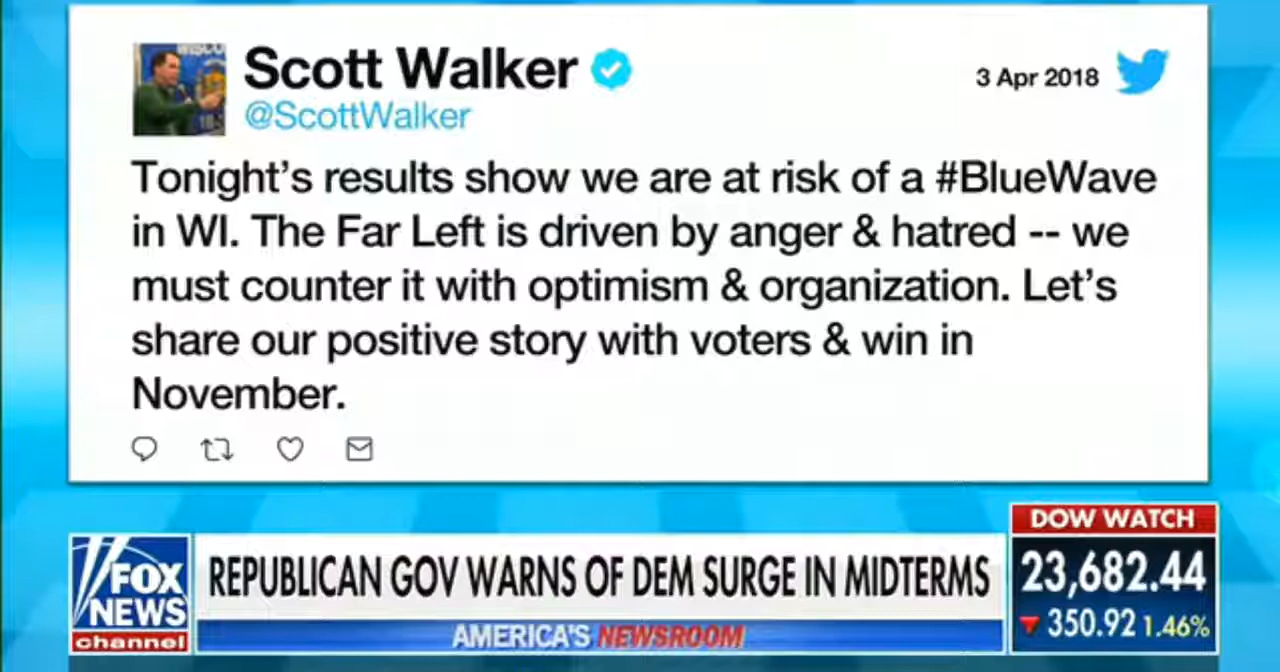 Scott Walker
@ScottWalker
3 Apr 2018
Tonight's results show we are at risk of a #BlueWave
in WI. The Far Left is driven by anger & hatred -- we
must counter it with optimism & organization. Let's
share our positive story with voters & win in
November.
DOW WATCH
FOX
NEWS
channel
REPUBLICAN GOV WARNS OF DEM SURGE IN MIDTERMS
23,682.44
▼ 350.92 1.46%
AMERICA'S NEWSROOM